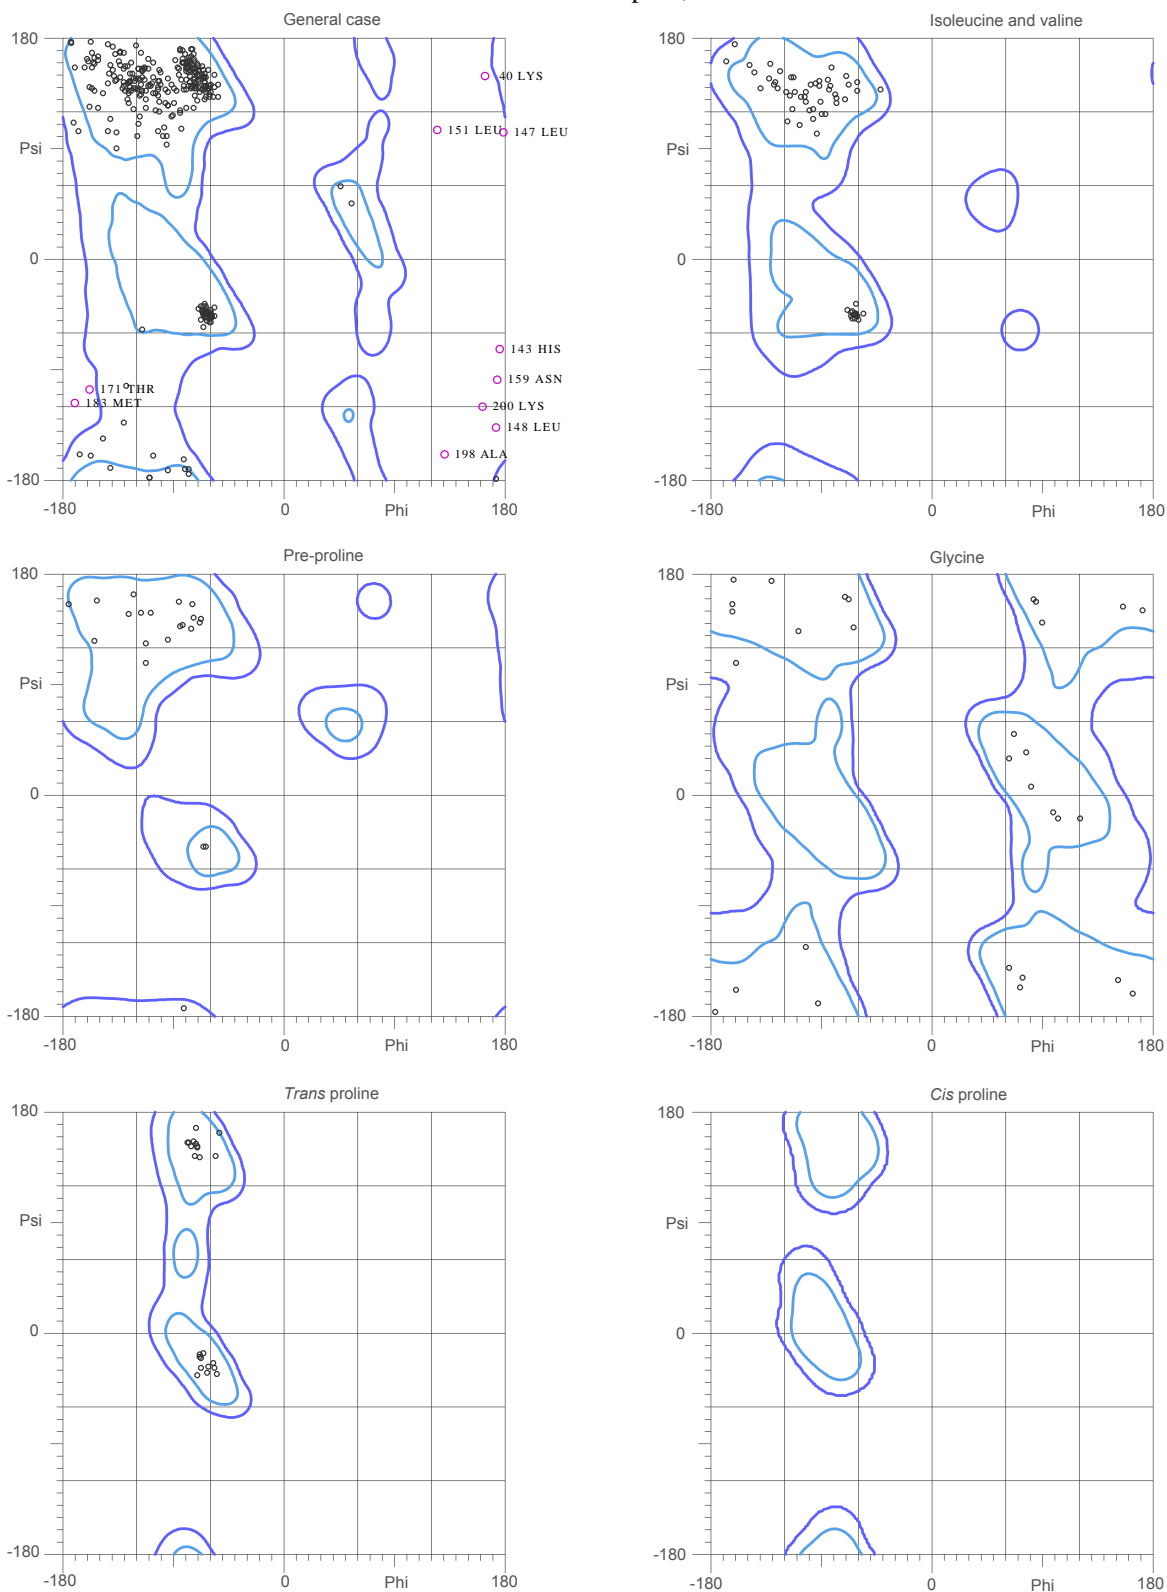 General case
Isoleucine and valine
180
40 LYS
151 LEU
147 LEU
Psi
0
143 HIS
159 ASN
171 THR
200 LYS
183 MET
148 LEU
198 ALA
-180
-180
0
Phi
180
180
Psi
0
-180
-180
0
Phi
180
Pre-proline
Glycine
180
Psi
0
-180
-180
0
Phi
180
180
Psi
0
-180
-180
0
Phi
180
Trans proline
Cis proline
180
Psi
0
-180
-180
0
Phi
180
180
Psi
0
-180
-180
0
Phi
180